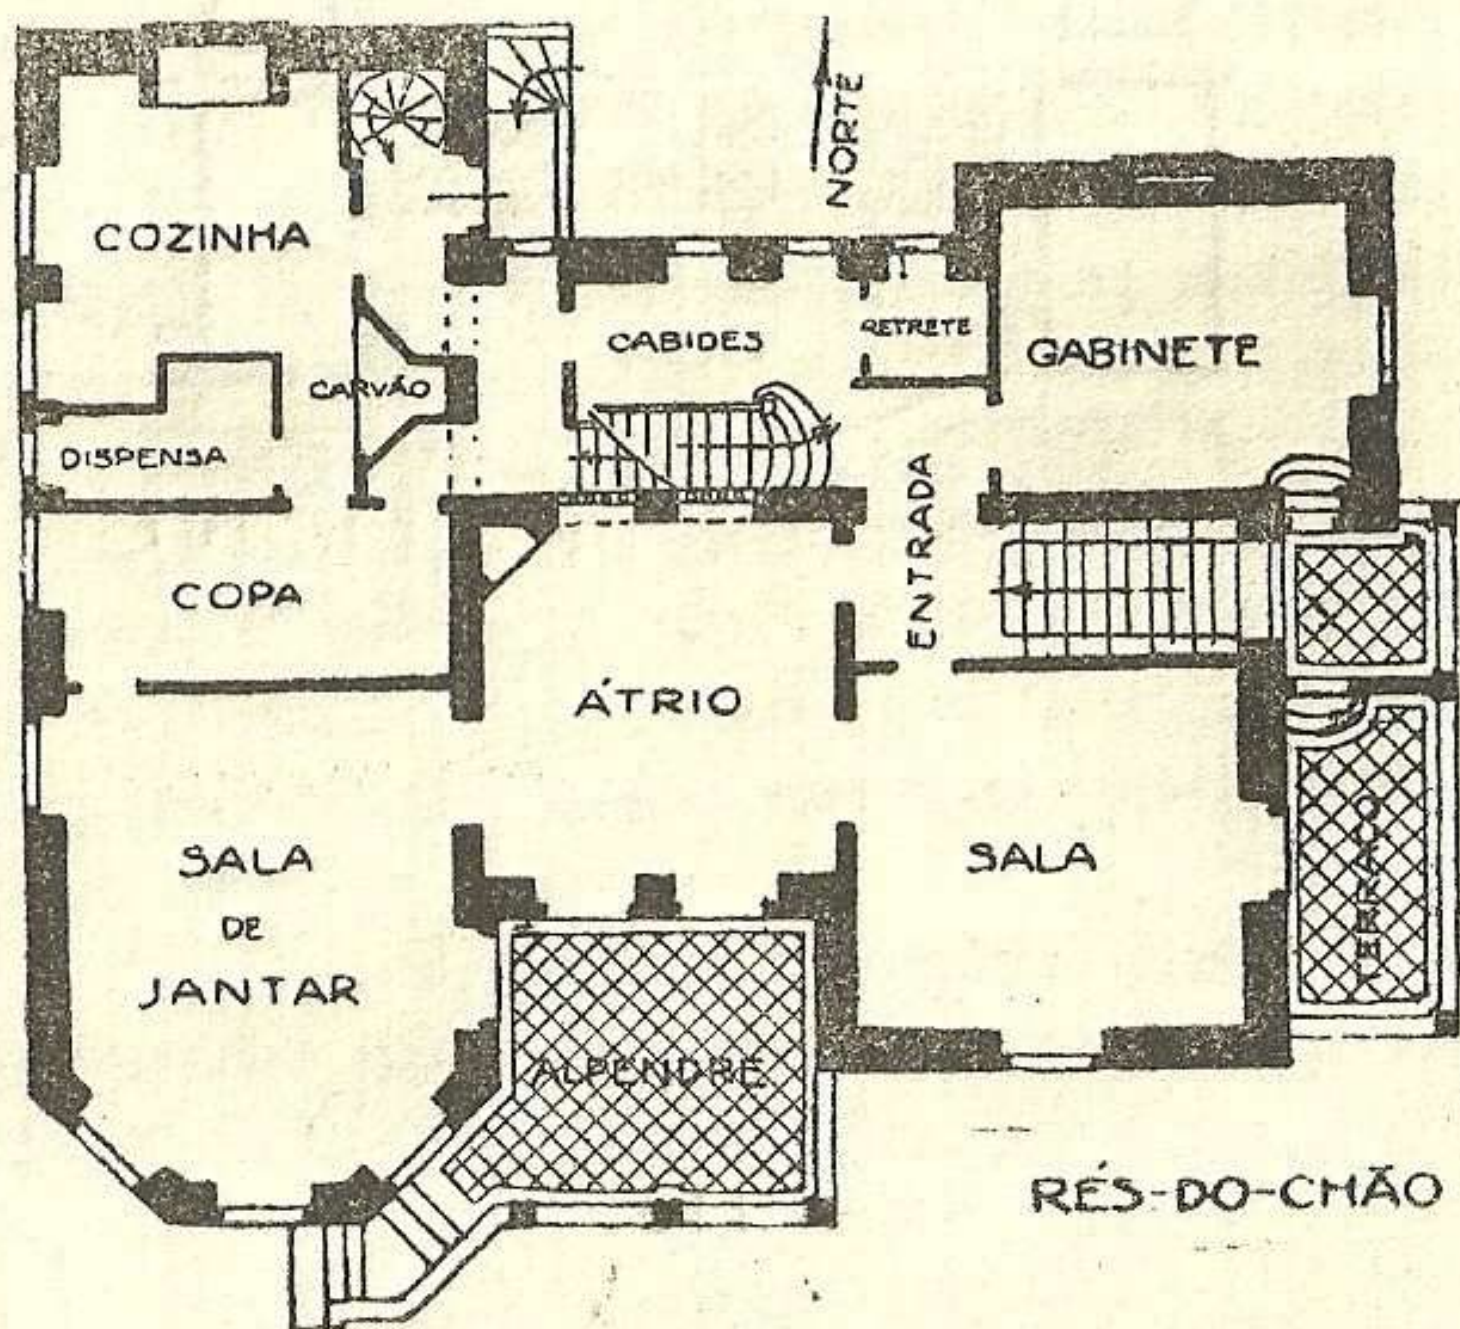 NORTE
COZINHA
CABIDES
RETRETE
GABINETE
CARVÃO
DISPENSA
ENTRADA
COPA
ÁTRIO
SALA
DE
JANTAR
SALA
TERRAÇO
ALPENDRE
RÉS-DO-CHÃO